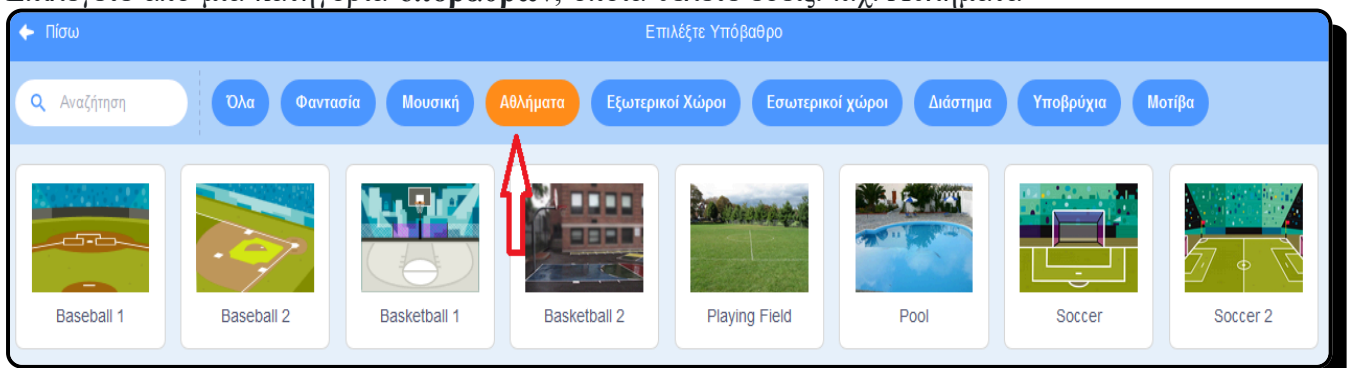 Πίσω
Επιλέξτε Υπόβαθρο
Αναζήτηση
Όλα Φαντασία Μουσική Αθλήματα Εξωτερικοί Χώροι Εσωτερικοί χώροι Διάστημα Υποβρύχια Μοτίβα
Baseball 1 Baseball 2 Basketball 1 Basketball 2 Playing Field Pool Soccer Soccer 2